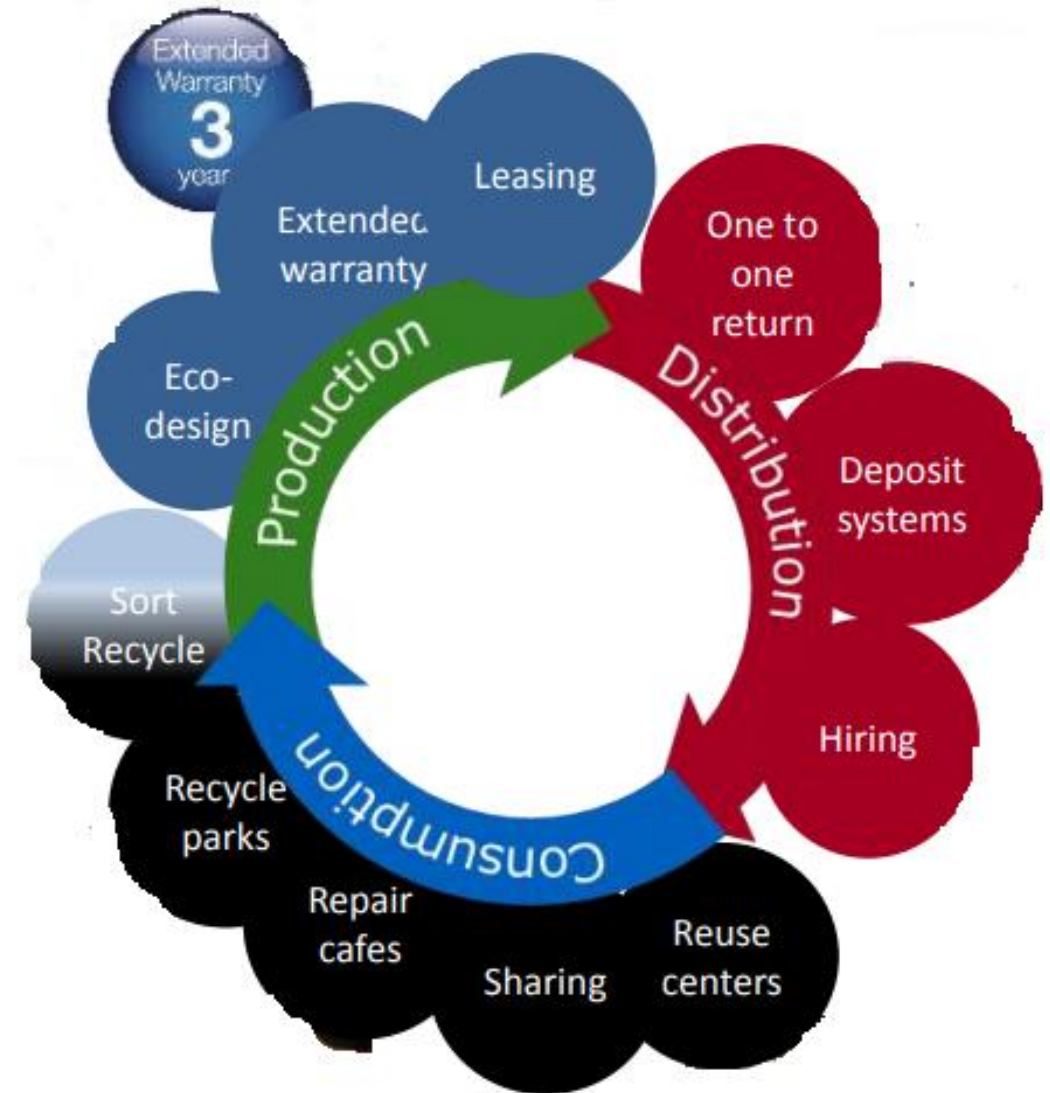 Extended
Warranty
3
year
Extended
warranty
Leasing
One to
one
return
Eco-
design
Production
Distribution
Deposit
systems
Sort
Recycle
Hiring
Consumption
Recycle
parks
Repair
cafes
Sharing
Reuse
centers